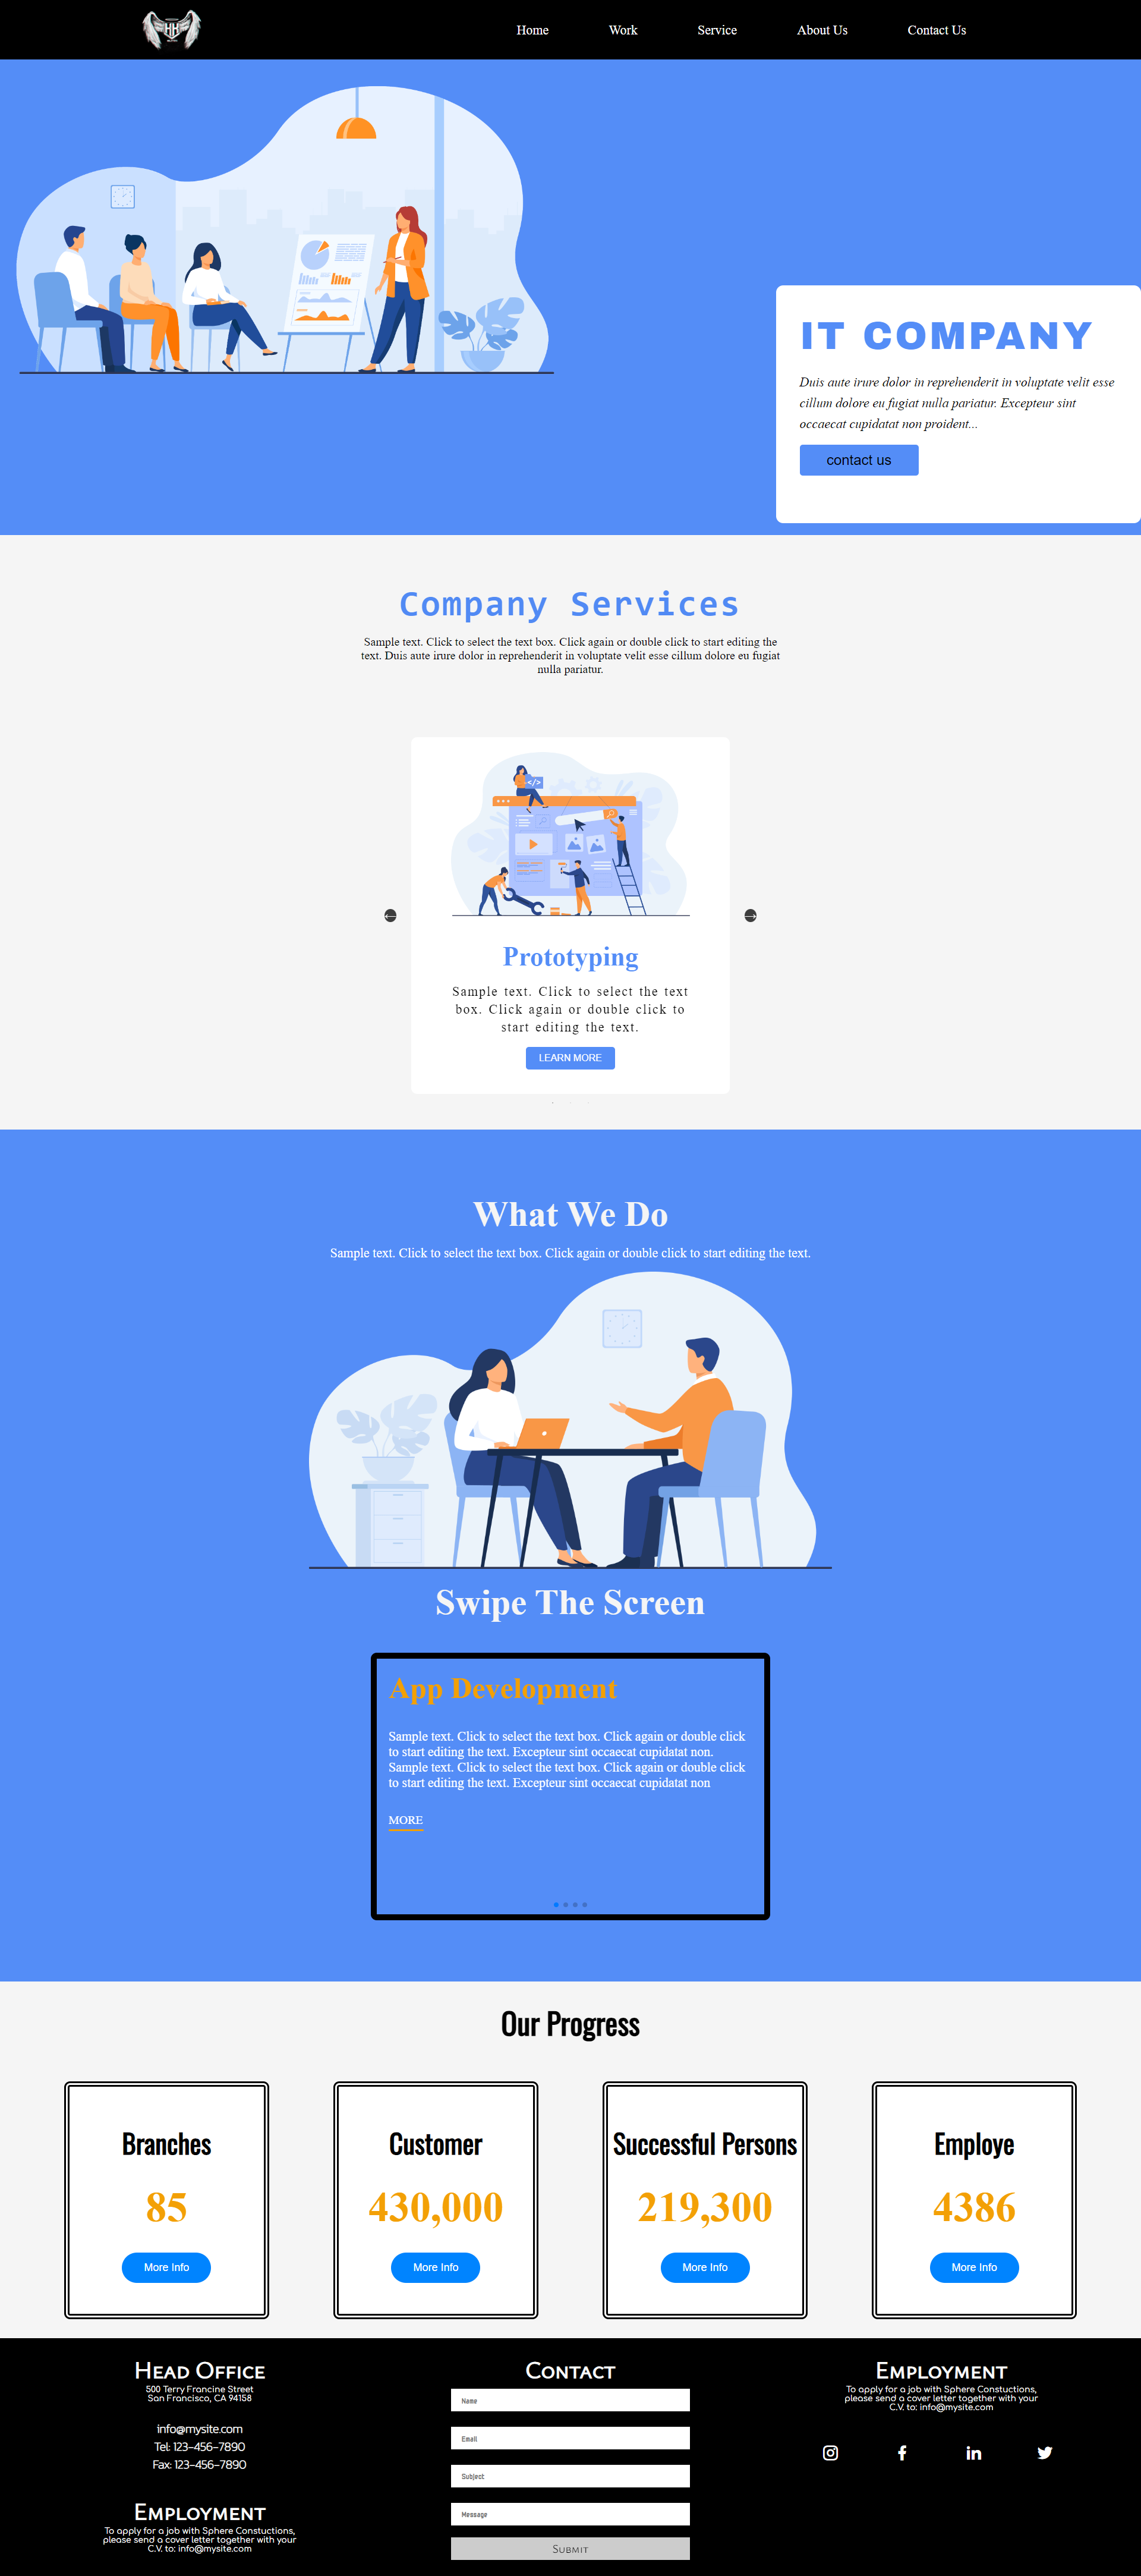 HH
Home
Work
Service
About Us
Contact Us
IT COMPANY
Duis aute irure dolor in reprehenderit in voluptate velit esse
cillum dolore eu fugiat nulla pariatur. Excepteur sint
occaecat cupidatat non proident...
contact us
Company Services
Sample text. Click to select the text box. Click again or double click to start editing the
text. Duis aute irure dolor in reprehenderit in voluptate velit esse cillum dolore eu fugiat
nulla pariatur.
</>
Prototyping
Sample text. Click to select the text
box. Click again or double click to
start editing the text.
LEARN MORE
What We Do
Sample text. Click to select the text box. Click again or double click to start editing the text.
Swipe The Screen
App Development
Sample text. Click to select the text box. Click again or double click
to start editing the text. Excepteur sint occaecat cupidatat non.
Sample text. Click to select the text box. Click again or double click
to start editing the text. Excepteur sint occaecat cupidatat non
MORE
Our Progress
Branches
85
More Info
Customer
430,000
More Info
Successful Persons
219,300
More Info
Employe
4386
More Info
Head Office
500 Terry Francine Street
San Francisco, CA 94158
info@mysite.com
Tel: 123-456-7890
Fax: 123-456-7890
Employment
To apply for a job with Sphere Constuctions,
please send a cover letter together with your
C.V. to: info@mysite.com
Contact
Name
Email
Subject
Message
Submit
Employment
To apply for a job with Sphere Constuctions,
please send a cover letter together with your
C.V. to: info@mysite.com